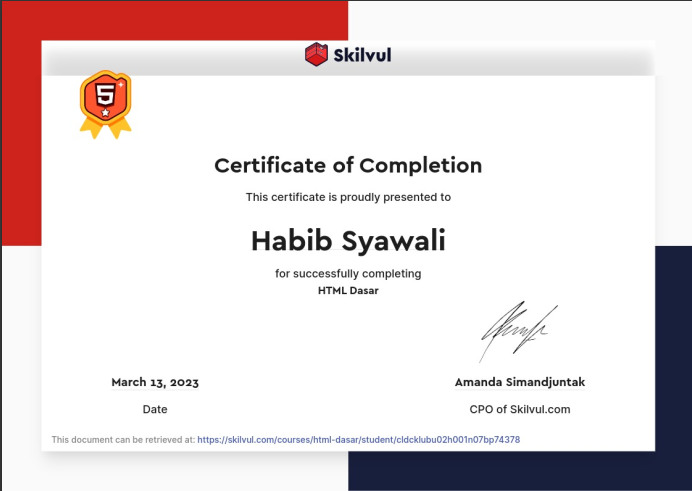 Skilvul
5
Certificate of Completion
This certificate is proudly presented to
Habib Syawali
for successfully completing
HTML Dasar
March 13, 2023
Amanda Simandjuntak
Date
CPO of Skilvul.com
This document can be retrieved at: https://skilvul.com/courses/html-dasar/student/cldcklubu02h001n07bp74378